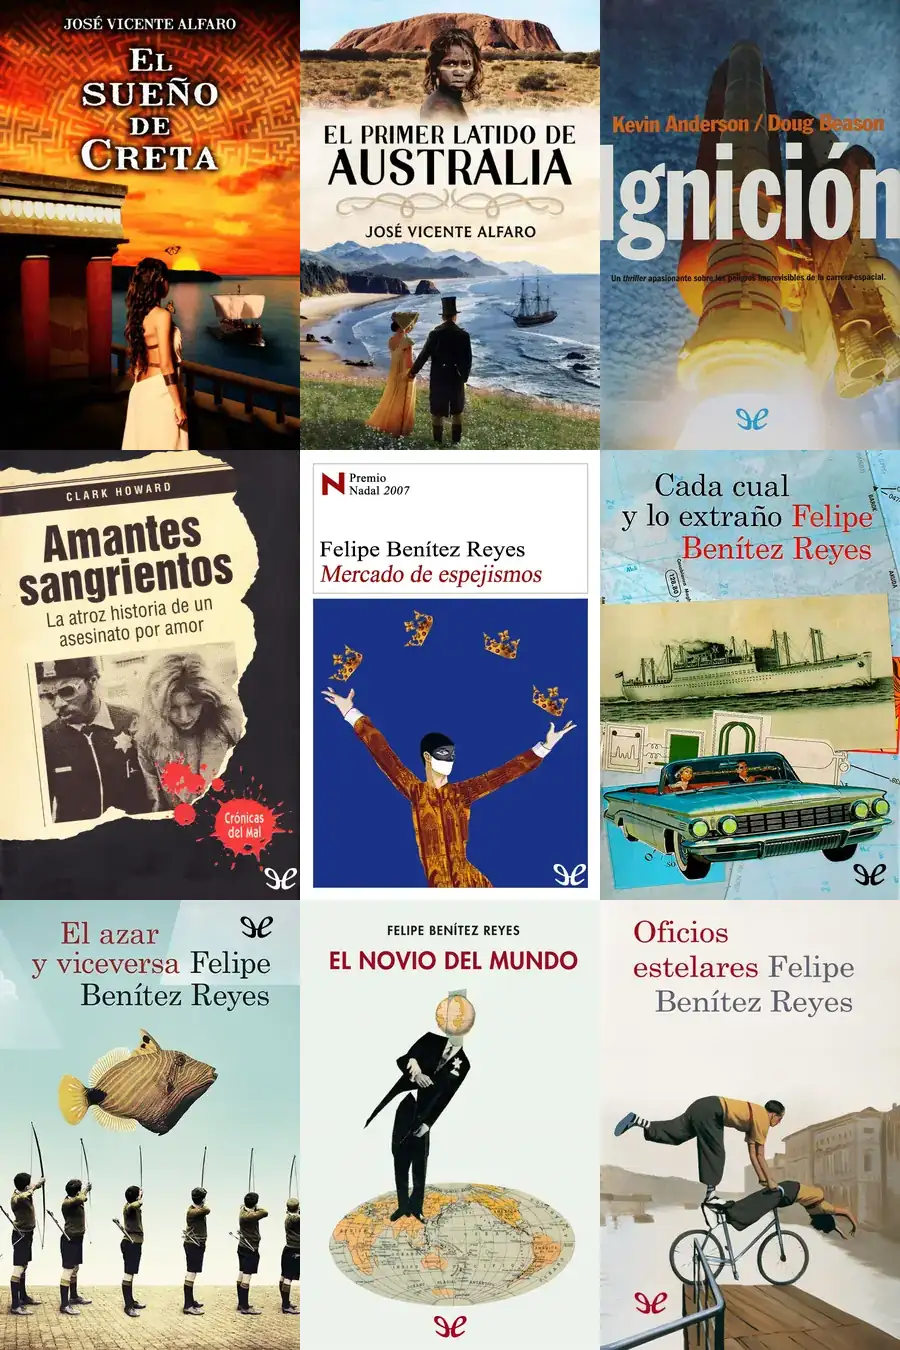 JOSÉ VICENTE ALFARO
EL
SUEÑO
DE
CRETA
EL PRIMER LATIDO DE
AUSTRALIA
JOSÉ VICENTE ALFARO
Kevin Anderson / Doug Beason
Ignición
Un thriller apasionante sobre los peligros imprevisibles de la carrera espacial.
CLARK HOWARD
Amantes
sangrientos
La atroz historia de un
asesinato por amor
Crónicas
del Mal
N Premio
Nadal 2007
Felipe Benítez Reyes
Mercado de espejismos
Cada cual
y lo extraño Felipe
Benítez Reyes
128,80
El azar
y viceversa Felipe
Benítez Reyes
FELIPE BENÍTEZ REYES
EL NOVIO DEL MUNDO
Oficios
estelares Felipe
Benítez Reyes